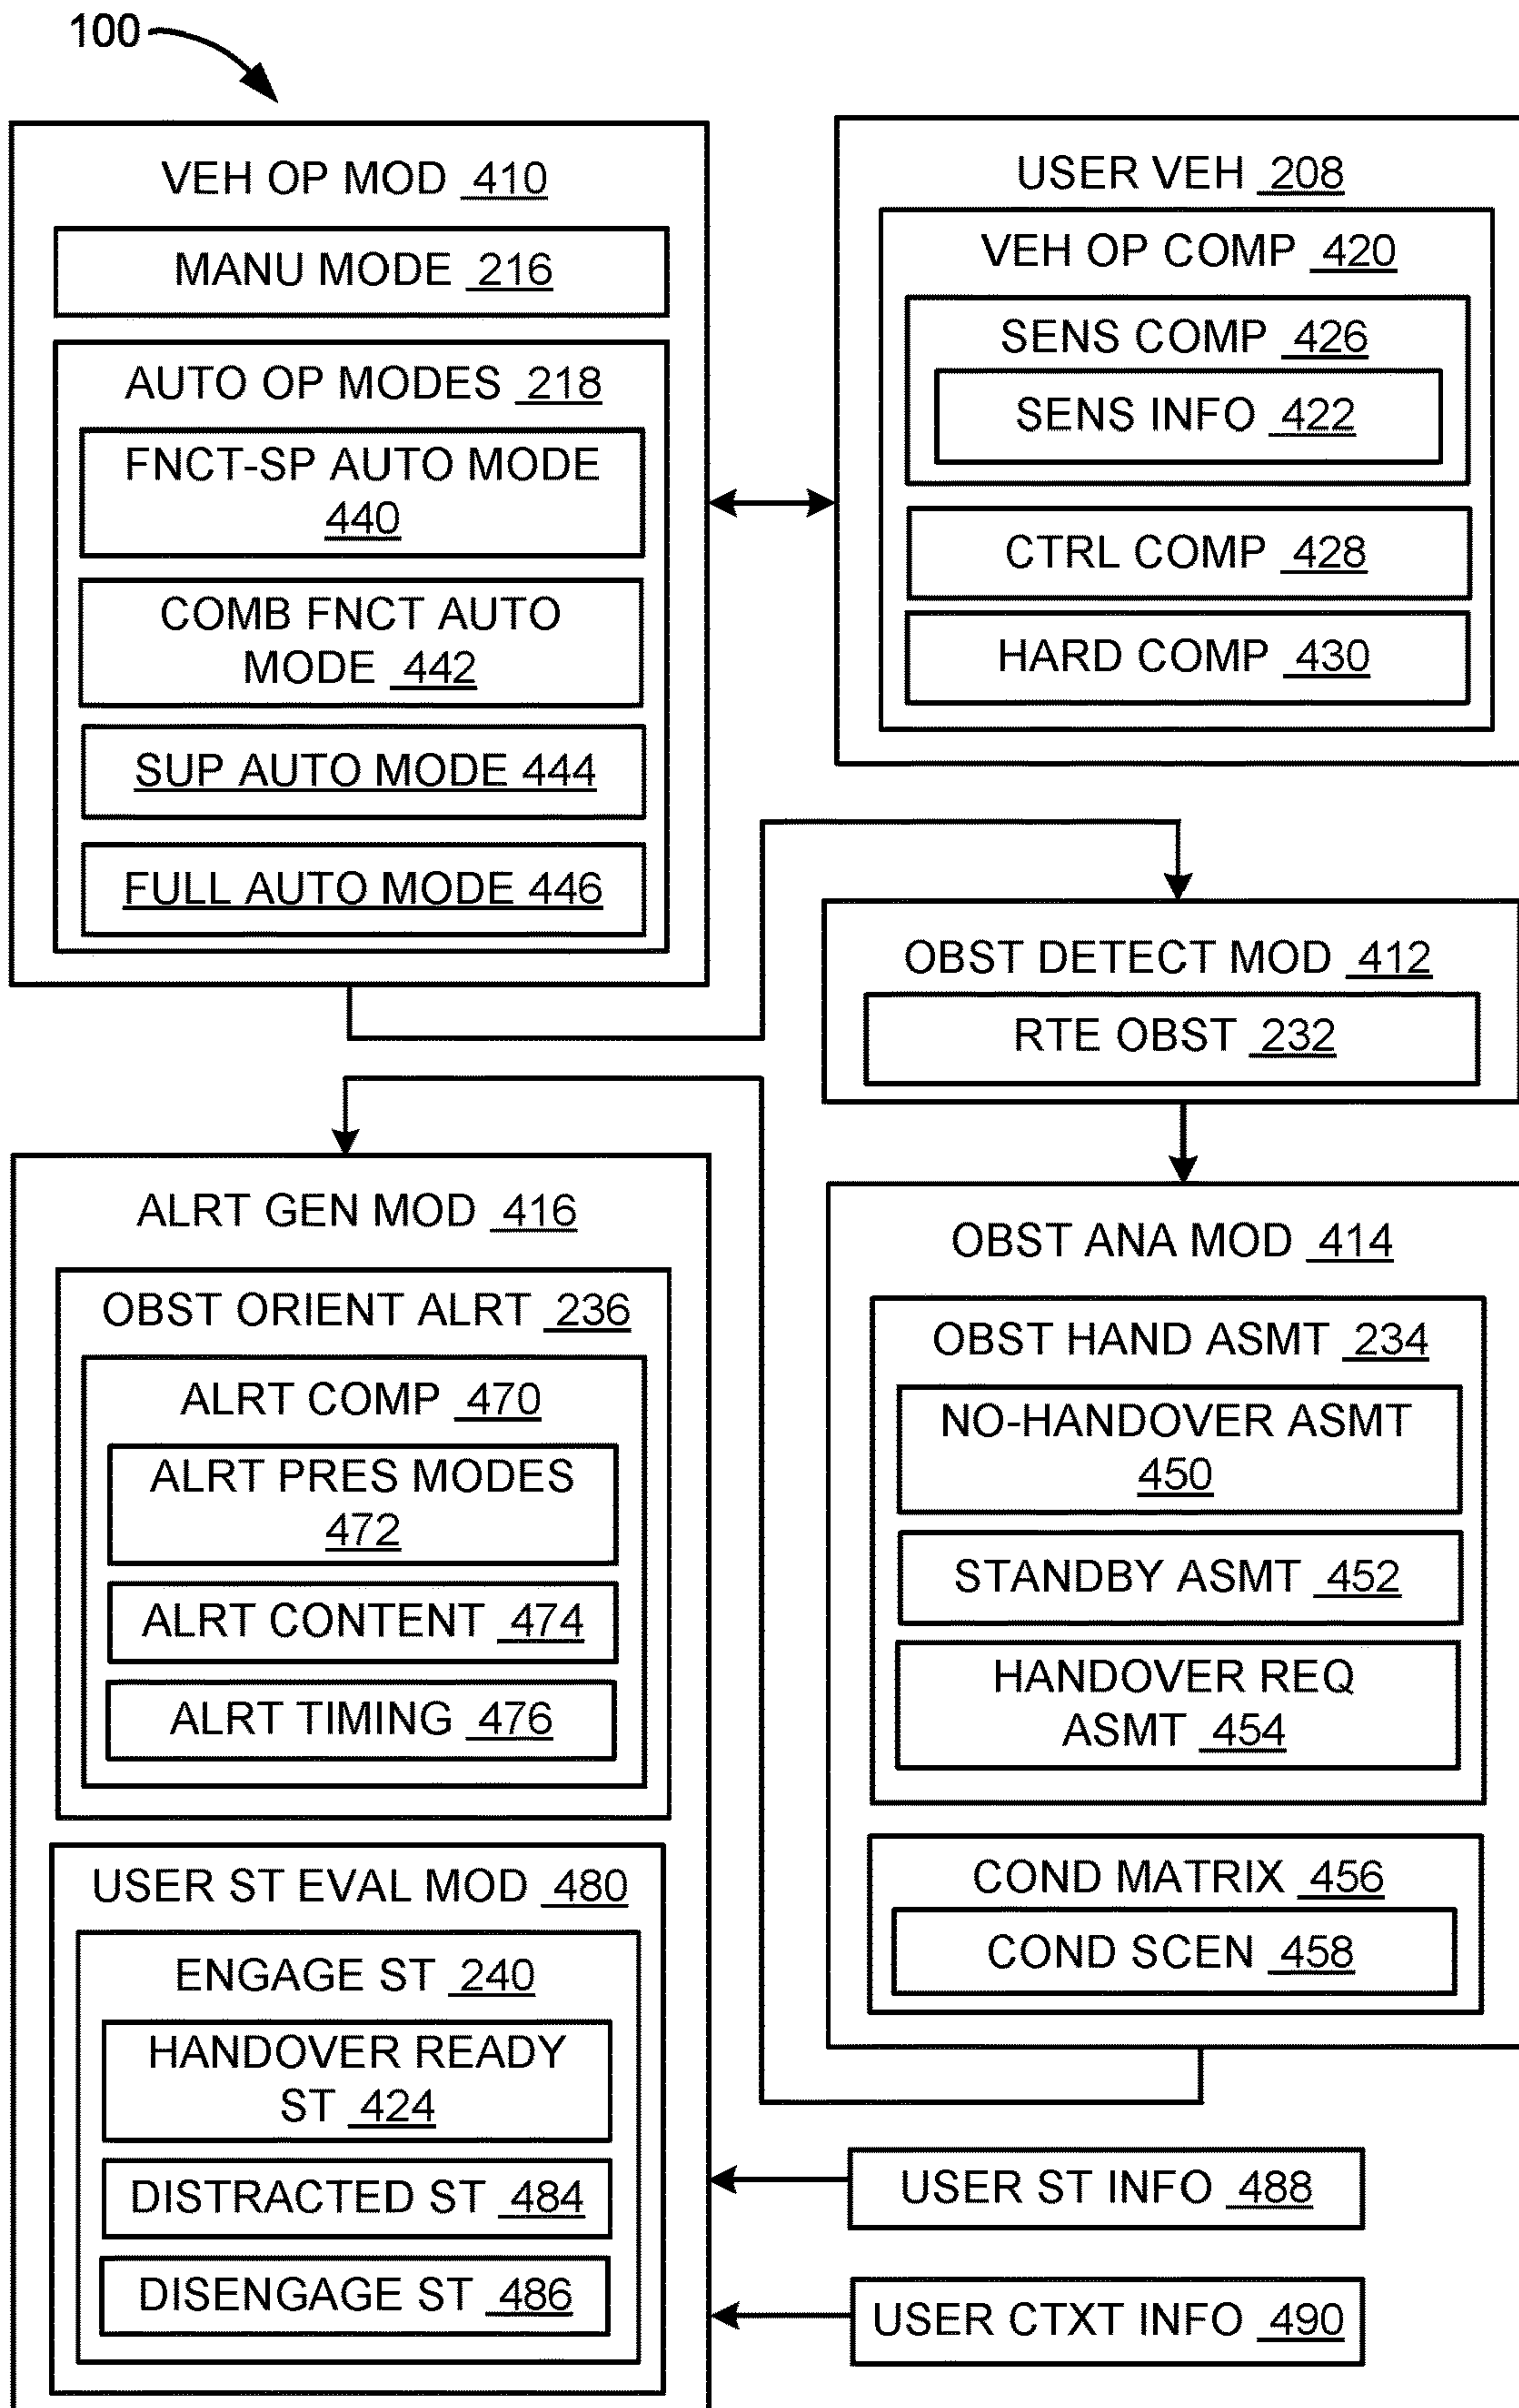 100
VEH OP MOD 410
MANU MODE 216
AUTO OP MODES 218
FNCT-SP AUTO MODE
440
COMB FNCT AUTO
MODE 442
SUP AUTO MODE 444
FULL AUTO MODE 446
USER VEH 208
VEH OP COMP 420
SENS COMP 426
SENS INFO 422
CTRL COMP 428
HARD COMP 430
OBST DETECT MOD 412
RTE OBST 232
OBST ANA MOD 414
OBST HAND ASMT 234
NO-HANDOVER ASMT
450
STANDBY ASMT 452
HANDOVER REQ
ASMT 454
COND MATRIX 456
COND SCEN 458
ALRT GEN MOD 416
OBST ORIENT ALRT 236
ALRT COMP 470
ALRT PRES MODES
472
ALRT CONTENT 474
ALRT TIMING 476
USER ST EVAL MOD 480
ENGAGE ST 240
HANDOVER READY
ST 424
DISTRACTED ST 484
DISENGAGE ST 486
USER ST INFO 488
USER CTXT INFO 490